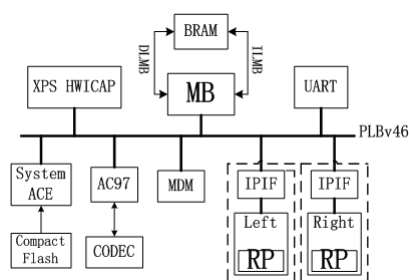 BRAM
DLMB
ILMB
XPS HWICAP
MB
UART
PLBv46
System
ACE
AC97
MDM
IPIF
IPIF
Compact
Flash
CODEC
Left
RP
Right
RP